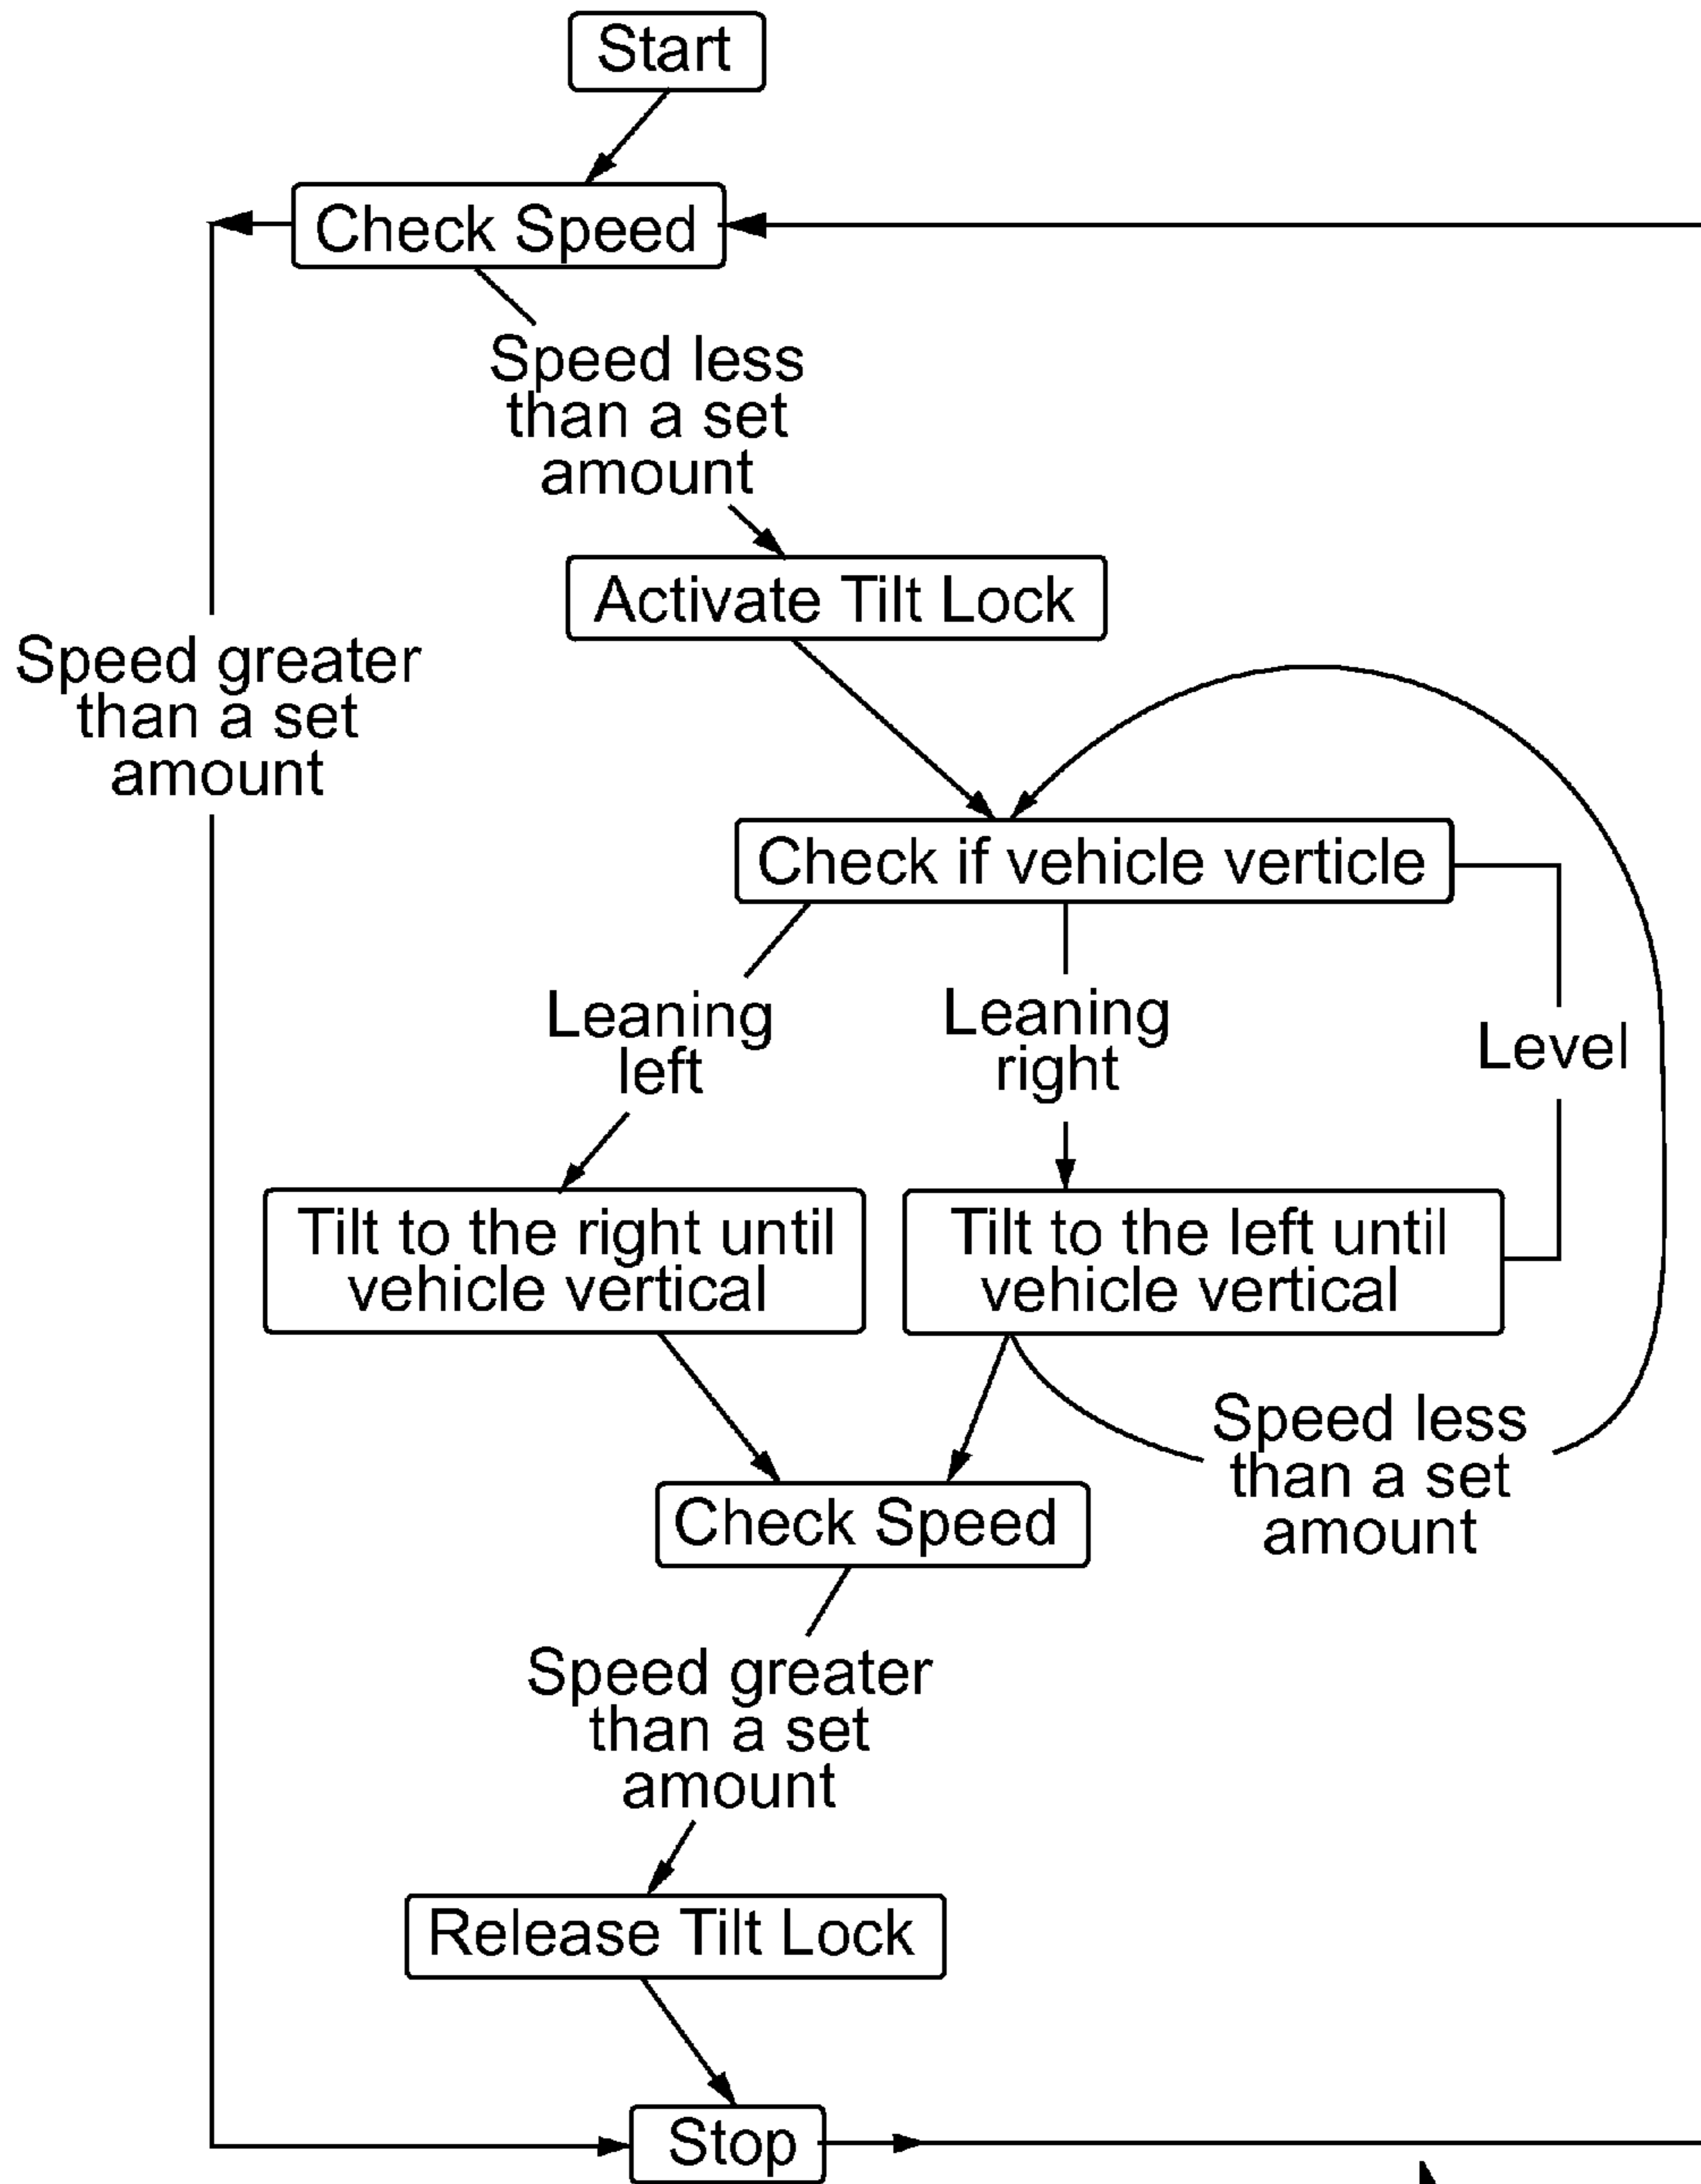 Start
Check Speed
Speed less
than a set
amount
Activate Tilt Lock
Speed greater
than a set
amount
Check if vehicle verticle
Leaning
left
Leaning
right
Level
Tilt to the right until
vehicle vertical
Tilt to the left until
vehicle vertical
Speed less
than a set
amount
Check Speed
Speed greater
than a set
amount
Release Tilt Lock
Stop